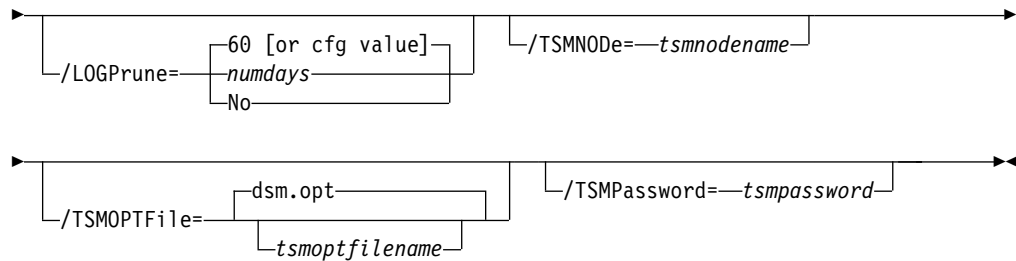 60 [or cfg value]
/LOGPrune= numdays
No
/TSMNODe= tsmnodename
dsm.opt
/TSMOPTFile=
tsmoptfilename
/TSMPassword= tsmpassword